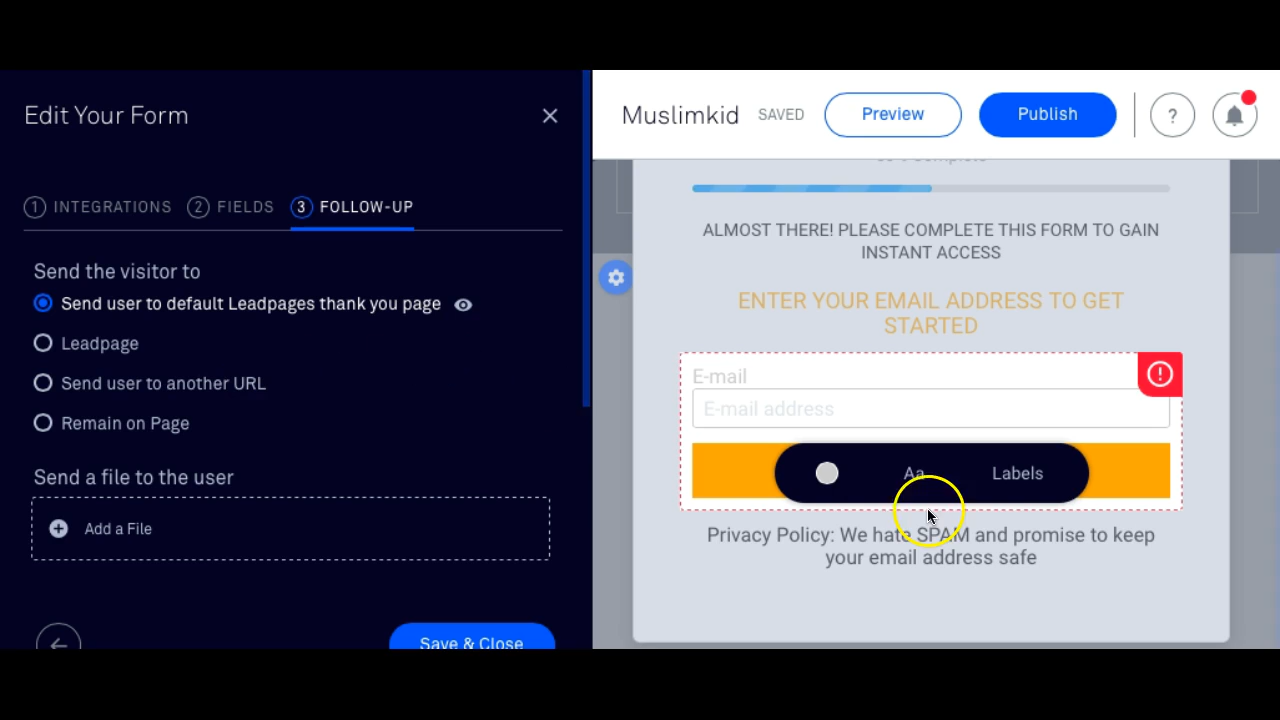 Edit Your Form
Muslimkid SAVED Preview Publish ?
1 INTEGRATIONS 2 FIELDS 3 FOLLOW-UP
Send the visitor to
Send user to default Leadpages thank you page
Leadpage
Send user to another URL
Remain on Page
Send a file to the user
Add a File
Save & Close
ALMOST THERE! PLEASE COMPLETE THIS FORM TO GAIN
INSTANT ACCESS
ENTER YOUR EMAIL ADDRESS TO GET
STARTED
E-mail
E-mail address
Aa Labels
Privacy Policy: We hate SPAM and promise to keep
your email address safe